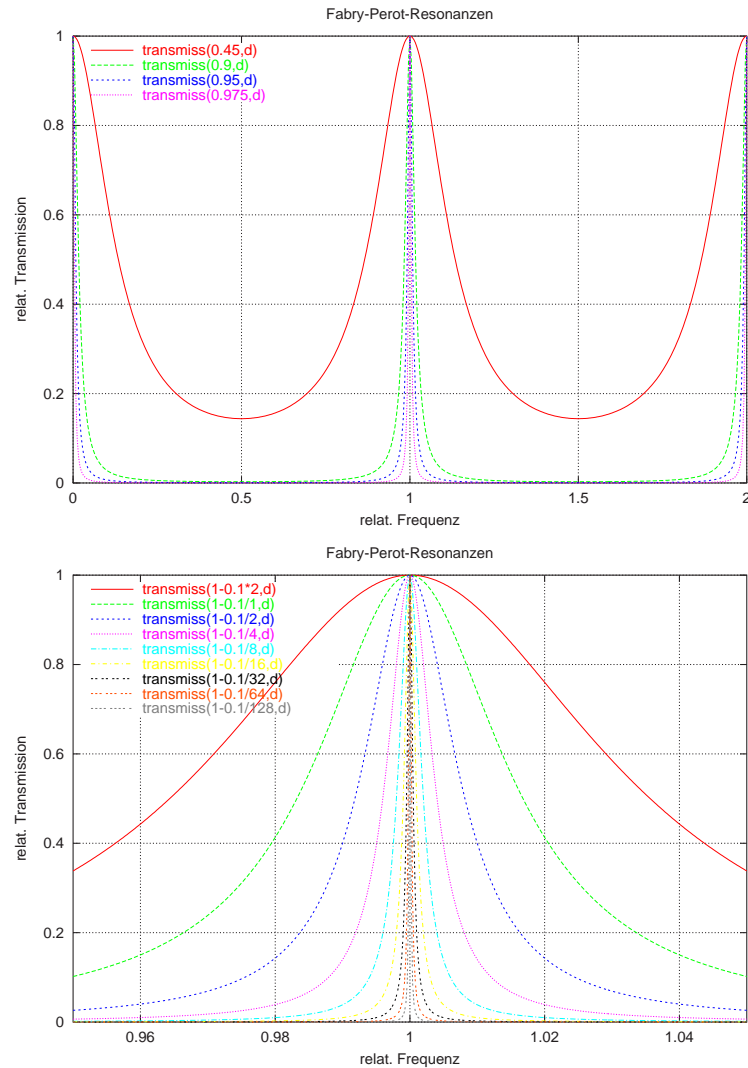 Fabry-Perot-Resonanzen
1
transmiss(0.45,d)
transmiss(0.9,d)
transmiss(0.95,d)
transmiss(0.975,d)
0.8
0.6
relat. Transmission
0.4
0.2
0
0 0.5 1 1.5 2
relat. Frequenz
Fabry-Perot-Resonanzen
1
transmiss(1-0.1*2,d)
transmiss(1-0.1/1,d)
transmiss(1-0.1/2,d)
transmiss(1-0.1/4,d)
transmiss(1-0.1/8,d)
transmiss(1-0.1/16,d)
transmiss(1-0.1/32,d)
transmiss(1-0.1/64,d)
transmiss(1-0.1/128,d)
0.8
0.6
relat. Transmission
0.4
0.2
0
0.96 0.98 1 1.02 1.04
relat. Frequenz